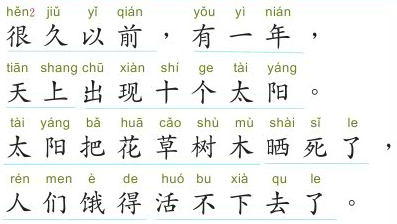 hěn2 jiǔ yǐ qián yǒu yì nián
很久以前，有一年，
tiān shang chū xiàn shí ge tài yáng
天上出现十个太阳。
tài yáng bǎ huā cǎo shù mù shài sǐ le
太阳把花草树木晒死了，
rén men è de huó bu xià qu le
人们饿得活不下去了。